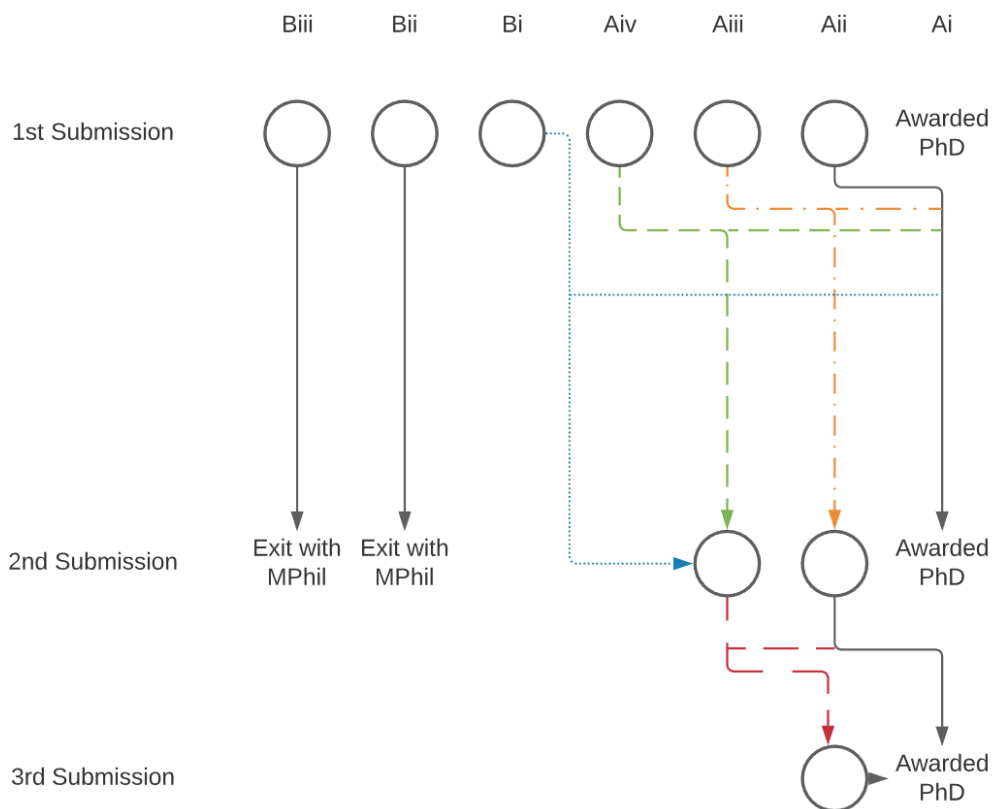 Biii Bii Bi Aiv Aiii Aii Ai
1st Submission
Awarded
PhD
2nd Submission
Exit with
MPhil
Exit with
MPhil
Awarded
PhD
3rd Submission
Awarded
PhD